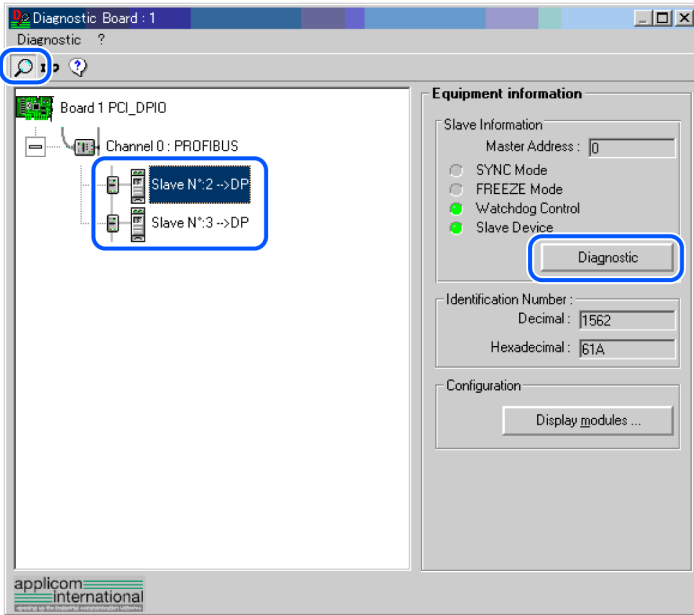 Diagnostic Board : 1
Diagnostic ?
Board 1 PCI_DPIO
Channel 0 : PROFIBUS
Slave N°:2 -->DP
Slave N°:3 -->DP
Equipment information
Slave Information
Master Address : 0
SYNC Mode
FREEZE Mode
Watchdog Control
Slave Device
Diagnostic
Identification Number :
Decimal : 1562
Hexadecimal : 61A
Configuration
Display modules ...
applicom
international